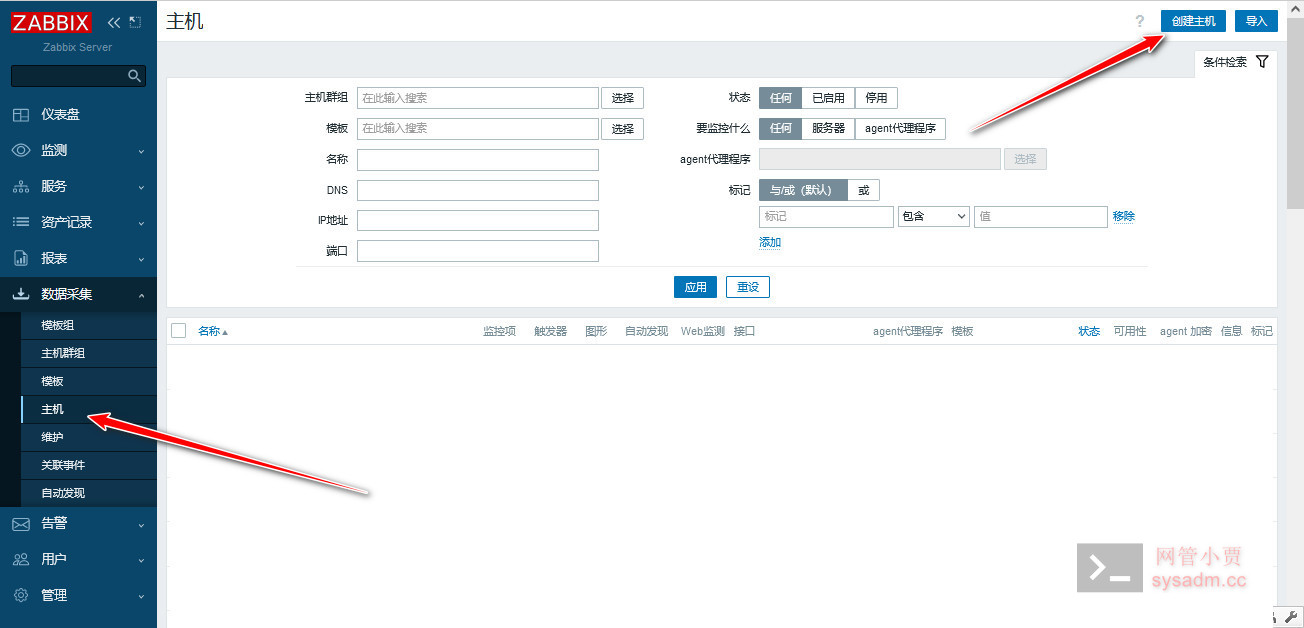 ZABBIX
Zabbix Server
仪表盘
监测
服务
资产记录
报表
数据采集
模板组
主机群组
模板
主机
维护
关联事件
自动发现
告警
用户
管理
主机
? 创建主机 导入
条件检索
主机群组 在此输入搜索 选择
模板 在此输入搜索 选择
名称
DNS
IP地址
端口
状态 任何 已启用 停用
要监控什么 任何 服务器 agent代理程序
agent代理程序 选择
标记 与/或（默认） 或
标记 包含 值 移除
添加
应用 重设
名称 监控项 触发器 图形 自动发现 Web监测 接口 agent代理程序 模板 状态 可用性 agent 加密 信息 标记
网管小贾
sysadm.cc